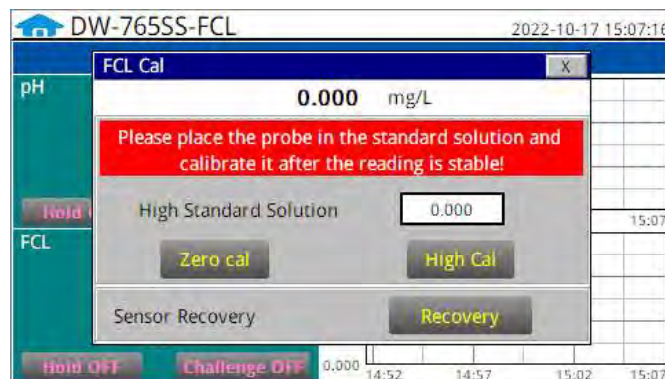 DW-765SS-FCL
2022-10-17 15:07:16
FCL Cal
X
0.000 mg/L
pH
Please place the probe in the standard solution and
calibrate it after the reading is stable!
Hold
High Standard Solution
0.000
15:07
FCL
Zero cal
High Cal
Sensor Recovery
Recovery
Hold OFF
Challenge OFF
0.000
14:52
14:57
15:02
15:07